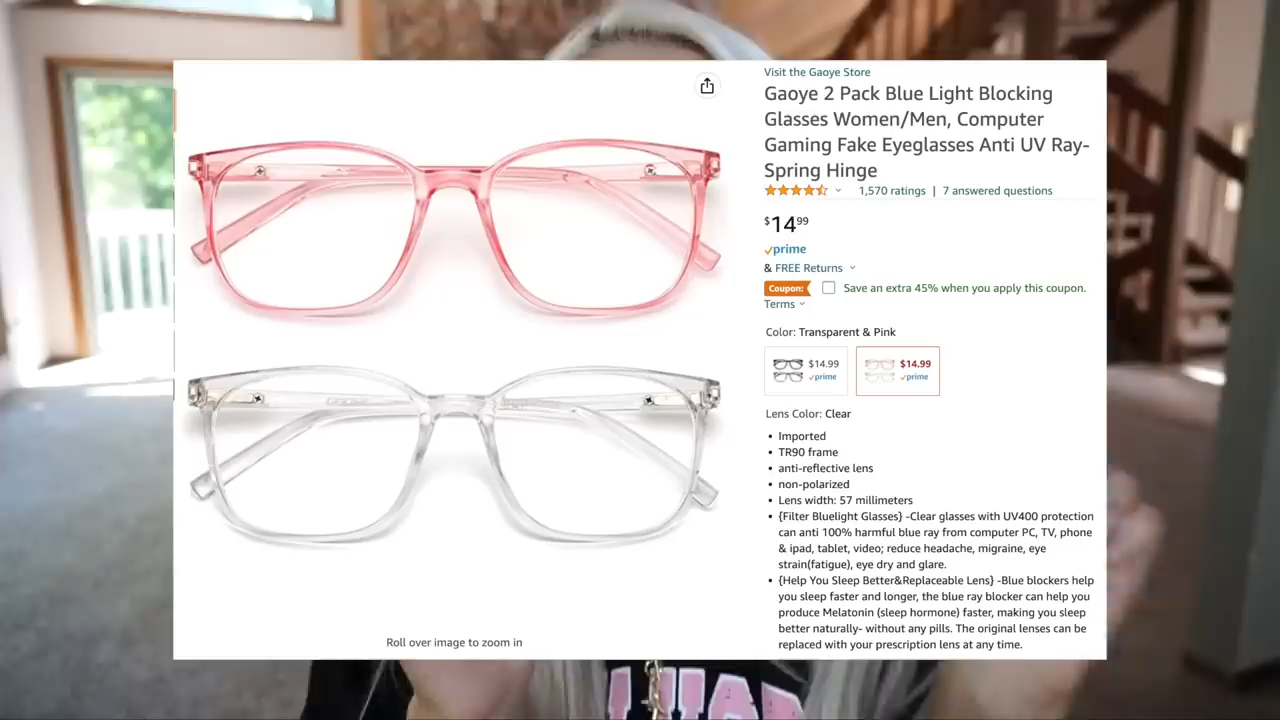 Visit the Gaoye Store
Gaoye 2 Pack Blue Light Blocking
Glasses Women/Men, Computer
Gaming Fake Eyeglasses Anti UV Ray-
Spring Hinge
1,570 ratings | 7 answered questions
$14.99
prime
& FREE Returns
Coupon: Save an extra 45% when you apply this coupon.
Terms
Color: Transparent & Pink
$14.99 $14.99
prime prime
Lens Color: Clear
• Imported
• TR90 frame
• anti-reflective lens
• non-polarized
• Lens width: 57 millimeters
• {Filter Bluelight Glasses} -Clear glasses with UV400 protection
can anti 100% harmful blue ray from computer PC, TV, phone
& ipad, tablet, video; reduce headache, migraine, eye
strain(fatigue), eye dry and glare.
• {Help You Sleep Better&Replaceable Lens} -Blue blockers help
you sleep faster and longer, the blue ray blocker can help you
produce Melatonin (sleep hormone) faster, making you sleep
better naturally- without any pills. The original lenses can be
replaced with your prescription lens at any time.
Roll over image to zoom in